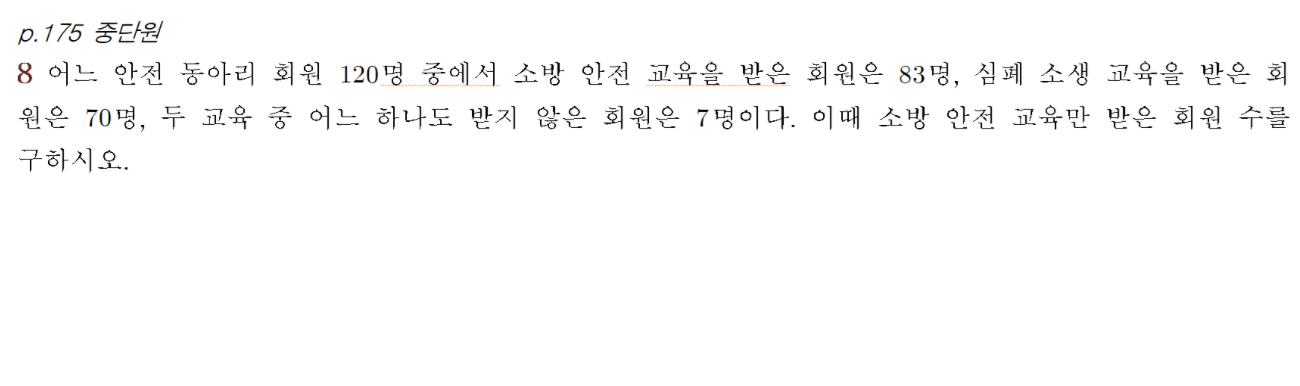 p.175 중단원
8 어느 안전 동아리 회원 120명 중에서 소방 안전 교육을 받은 회원은 83명, 심폐 소생 교육을 받은 회
원은 70명, 두 교육 중 어느 하나도 받지 않은 회원은 7명이다. 이때 소방 안전 교육만 받은 회원 수를
구하시오.